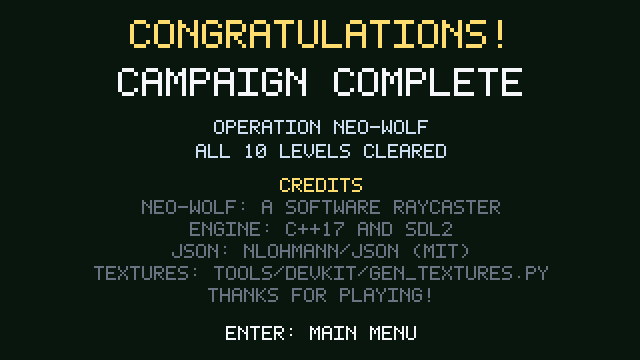 CONGRATULATIONS!
CAMPAIGN COMPLETE
OPERATION NEO-WOLF
ALL 10 LEVELS CLEARED
CREDITS
NEO-WOLF: A SOFTWARE RAYCASTER
ENGINE: C++17 AND SDL2
JSON: NLOHMANN/JSON (MIT)
TEXTURES: TOOLS/DEVKIT/GEN_TEXTURES.PY
THANKS FOR PLAYING!
ENTER: MAIN MENU